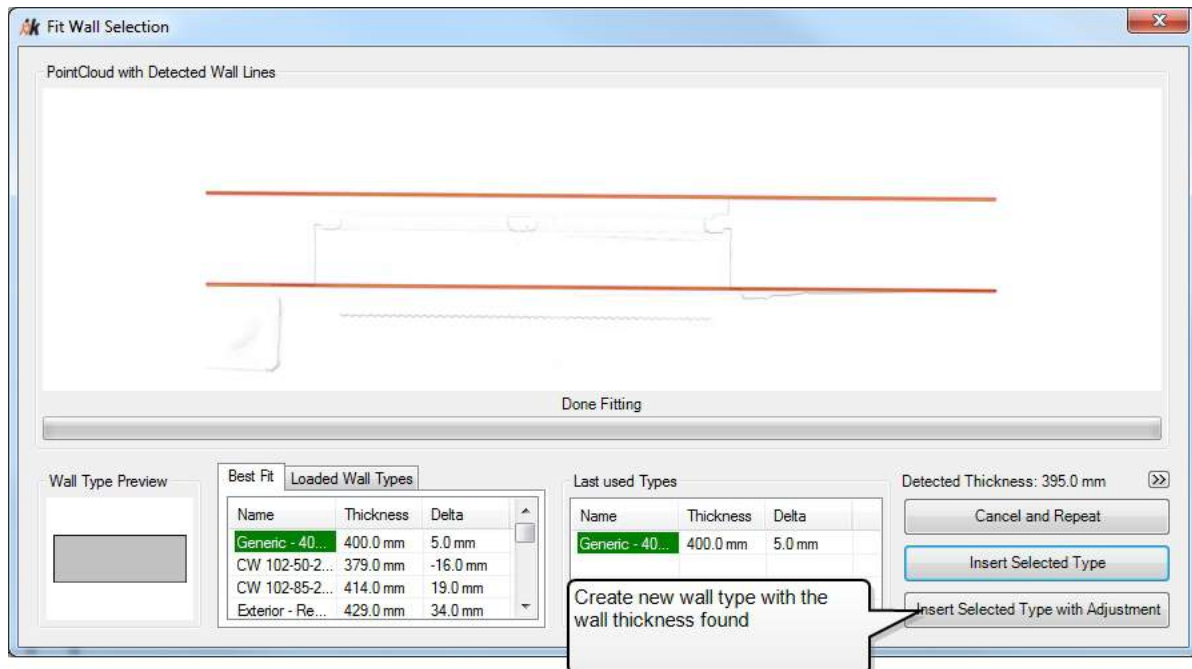 Fit Wall Selection
PointCloud with Detected Wall Lines
Done Fitting
Wall Type Preview
Best Fit Loaded Wall Types
Name Thickness Delta
Generic - 40... 400.0 mm 5.0 mm
CW 102-50-2... 379.0 mm -16.0 mm
CW 102-85-2... 414.0 mm 19.0 mm
Exterior - Re... 429.0 mm 34.0 mm
Last used Types
Name Thickness Delta
Generic - 40... 400.0 mm 5.0 mm
Create new wall type with the
wall thickness found
Detected Thickness: 395.0 mm
Cancel and Repeat
Insert Selected Type
Insert Selected Type with Adjustment